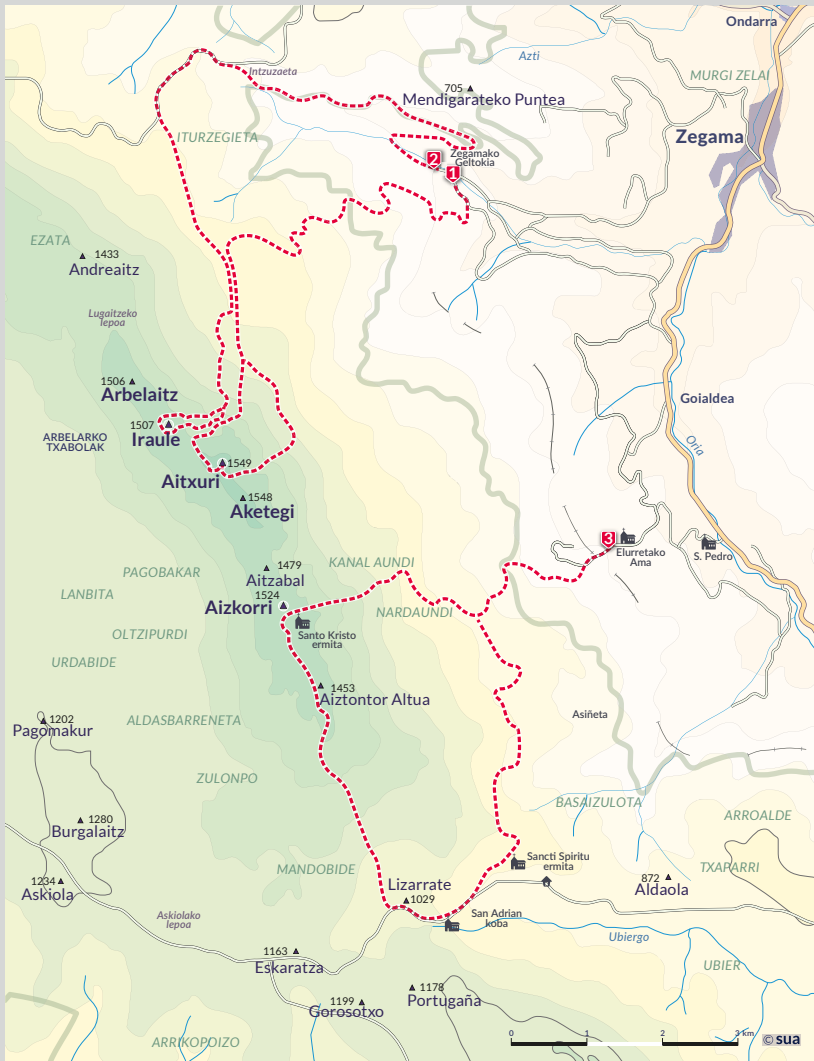 Ondarra
Azti
Intzuzaeta
MURGI ZELAI
705
Mendigarateko Puntea
ITURZEGIETA
Zegama
Zegamako
Geltokia
2
1
EZATA
1433
Andreaitz
Lugaitzeko
lepoa
1506
Arbelaitz
Goialdea
1507
Iraule
ARBELARKO
TXABOLAK
Oria
1549
Aitxuri
1548
Aketegi
3
Elurretako
Ama
S. Pedro
KANAL AUNDI
1479
Aitzabal
PAGOBAKAR
LANBITA
1524
Aizkorri
NARDAUNDI
OLTZIPURDI
Santo Kristo
ermita
URDABIDE
1453
Aiztontor Altua
Asiñeta
1202
Pagomakur
ALDASBARRENETA
ZULONPO
BASAIZULOTA
ARROALDE
1280
Burgalaitz
MANDOBIDE
Sancti Spiritu
ermita
TXAPARRI
872
Aldaola
1234
Askiola
Lizarrate
1029
Askiolako
lepoa
San Adrian
koba
Ubiergo
1163
Eskaratza
UBIER
1178
Portugaña
1199
Gorosotxo
ARRIKOPOIZO
0 1 2 3 km
© sua